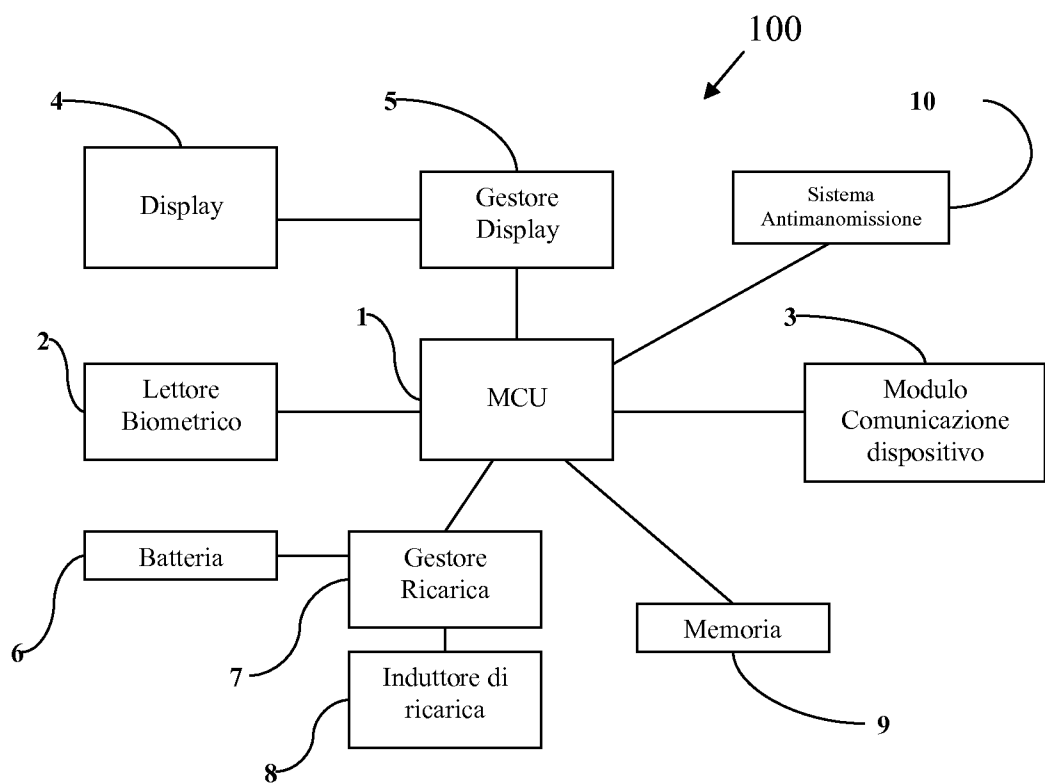 100
4
5
10
Display
Gestore
Display
Sistema
Antimanomissione
1
3
2
Lettore
Biometrico
MCU
Modulo
Comunicazione
dispositivo
Batteria
Gestore
Ricarica
Memoria
6
7
Induttore di
ricarica
9
8